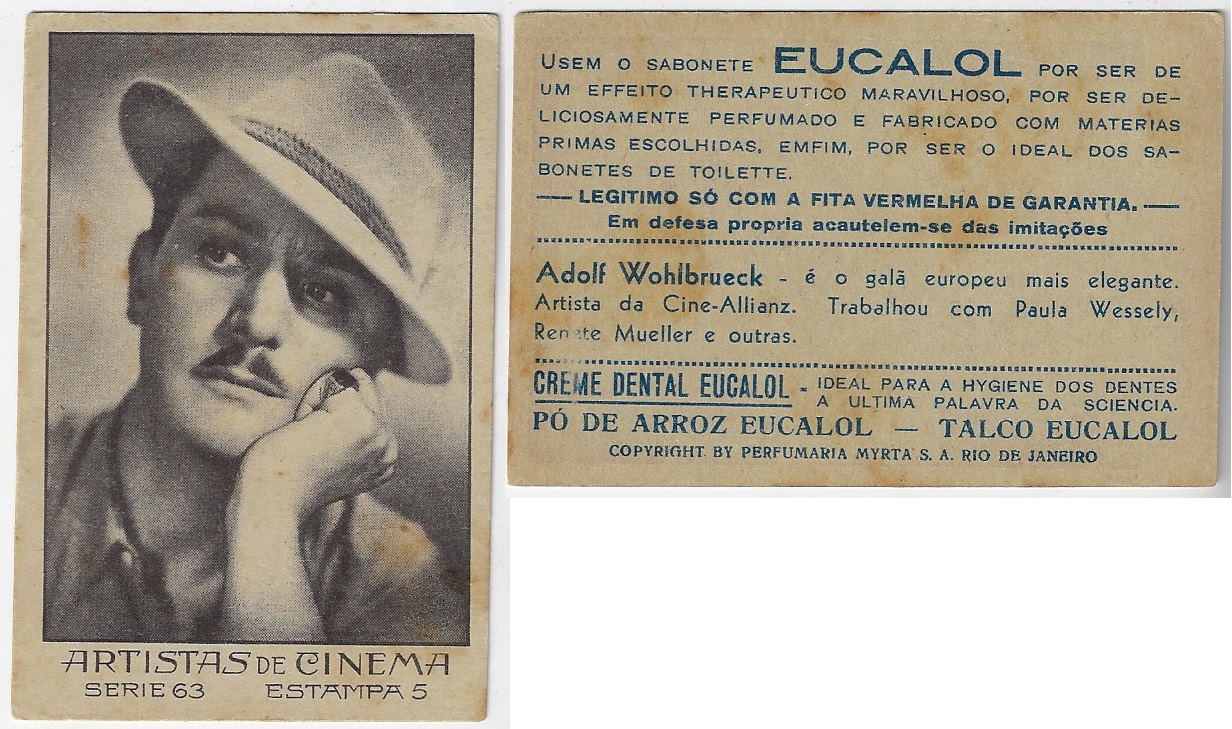 ARTISTAS DE CINEMA
SERIE 63 ESTAMPA 5
USEM O SABONETE EUCALOL POR SER DE
UM EFFEITO THERAPEUTICO MARAVILHOSO, POR SER DE-
LICIOSAMENTE PERFUMADO E FABRICADO COM MATERIAS
PRIMAS ESCOLHIDAS, EMFIM, POR SER O IDEAL DOS SA-
BONETES DE TOILETTE.
— LEGITIMO SÓ COM A FITA VERMELHA DE GARANTIA. —
Em defesa propria acautelem-se das imitações
Adolf Wohlbrueck - é o galã europeu mais elegante.
Artista da Cine-Allianz. Trabalhou com Paula Wessely,
Renate Mueller e outras.
CREME DENTAL EUCALOL - IDEAL PARA A HYGIENE DOS DENTES
A ULTIMA PALAVRA DA SCIENCIA.
PÓ DE ARROZ EUCALOL — TALCO EUCALOL
COPYRIGHT BY PERFUMARIA MYRTA S. A. RIO DE JANEIRO